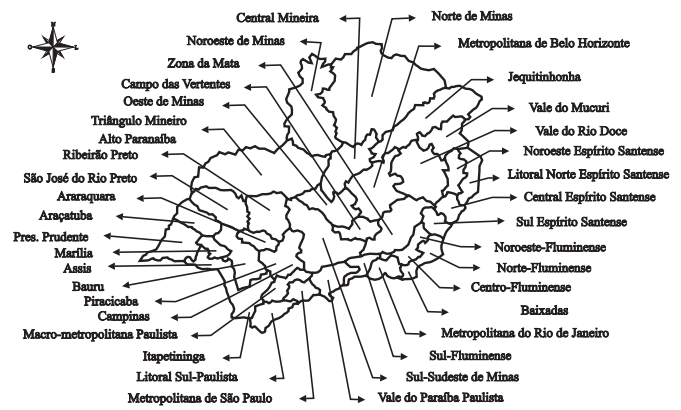 Central Mineira
Noroeste de Minas
Zona da Mata
Campo das Vertentes
Oeste de Minas
Triângulo Mineiro
Alto Paranaíba
Ribeirão Preto
São José do Rio Preto
Araraquara
Araçatuba
Pres. Prudente
Marília
Assis
Bauru
Piracicaba
Campinas
Macro-metropolitana Paulista
Itapetininga
Litoral Sul-Paulista
Metropolitana de São Paulo
Norte de Minas
Metropolitana de Belo Horizonte
Jequitinhonha
Vale do Mucuri
Vale do Rio Doce
Noroeste Espírito Santense
Litoral Norte Espírito Santense
Central Espírito Santense
Sul Espírito Santense
Noroeste-Fluminense
Norte-Fluminense
Centro-Fluminense
Baixadas
Metropolitana do Rio de Janeiro
Sul-Fluminense
Sul-Sudeste de Minas
Vale do Paraíba Paulista